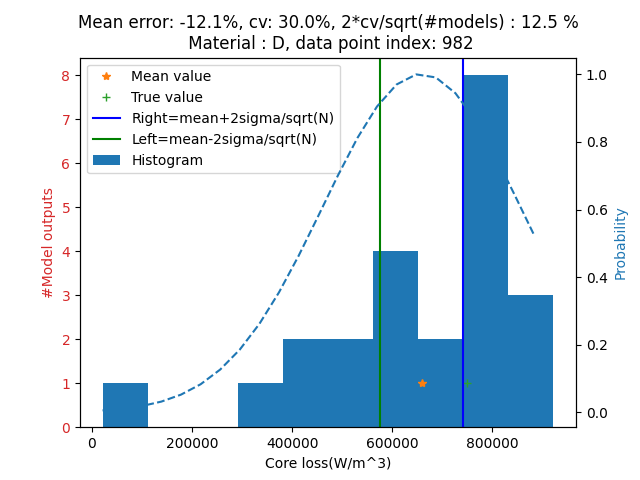 Mean error: -12.1%, cv: 30.0%, 2*cv/sqrt(#models) : 12.5 %
Material : D, data point index: 982
Mean value
True value
Right=mean+2sigma/sqrt(N)
Left=mean-2sigma/sqrt(N)
Histogram
#Model outputs
8
7
6
5
4
3
2
1
0
1.0
0.8
0.6
0.4
0.2
0.0
Probability
0
200000
400000
600000
800000
Core loss(W/m^3)